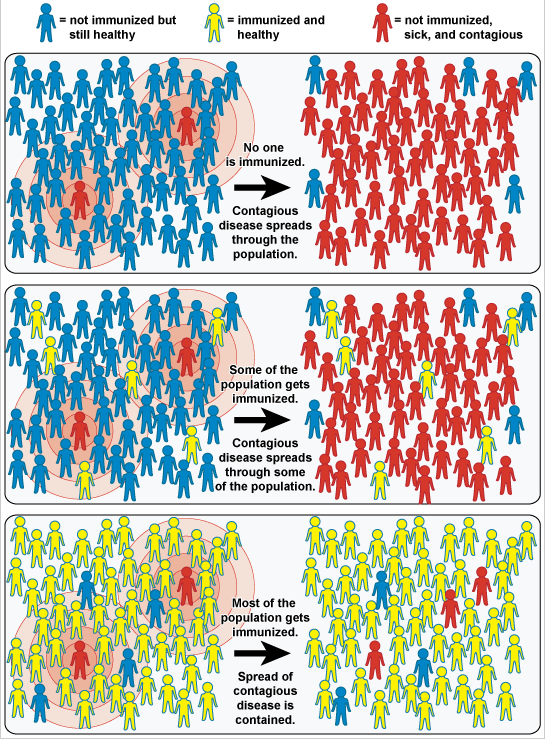 = not immunized but
still healthy
= immunized and
healthy
= not immunized,
sick, and contagious
No one
is immunized.
Contagious
disease spreads
through the
population.
Some of the
population gets
immunized.
Contagious
disease spreads
through some
of the population.
Most of the
population gets
immunized.
Spread of
contagious
disease is
contained.